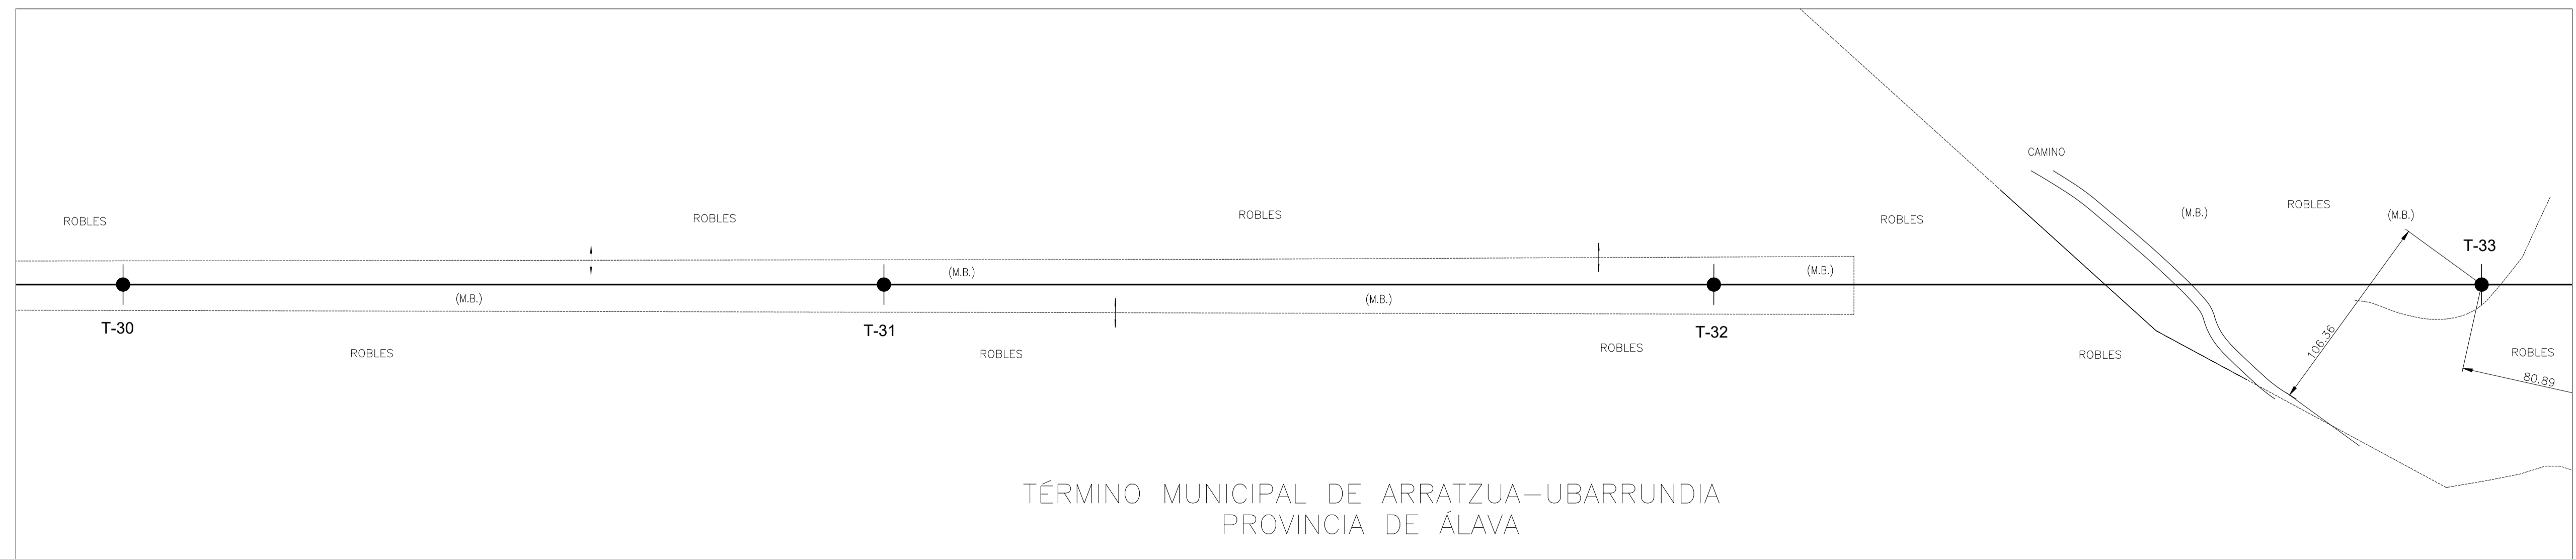 CAMINO
ROBLES
ROBLES
ROBLES
ROBLES
(M.B.)
ROBLES
(M.B.)
T-33
(M.B.)
(M.B.)
(M.B.)
(M.B.)
T-30
T-31
T-32
106.36
ROBLES
ROBLES
ROBLES
ROBLES
ROBLES
80.89
TÉRMINO MUNICIPAL DE ARRATZUA-UBARRUNDIA
PROVINCIA DE ÁLAVA